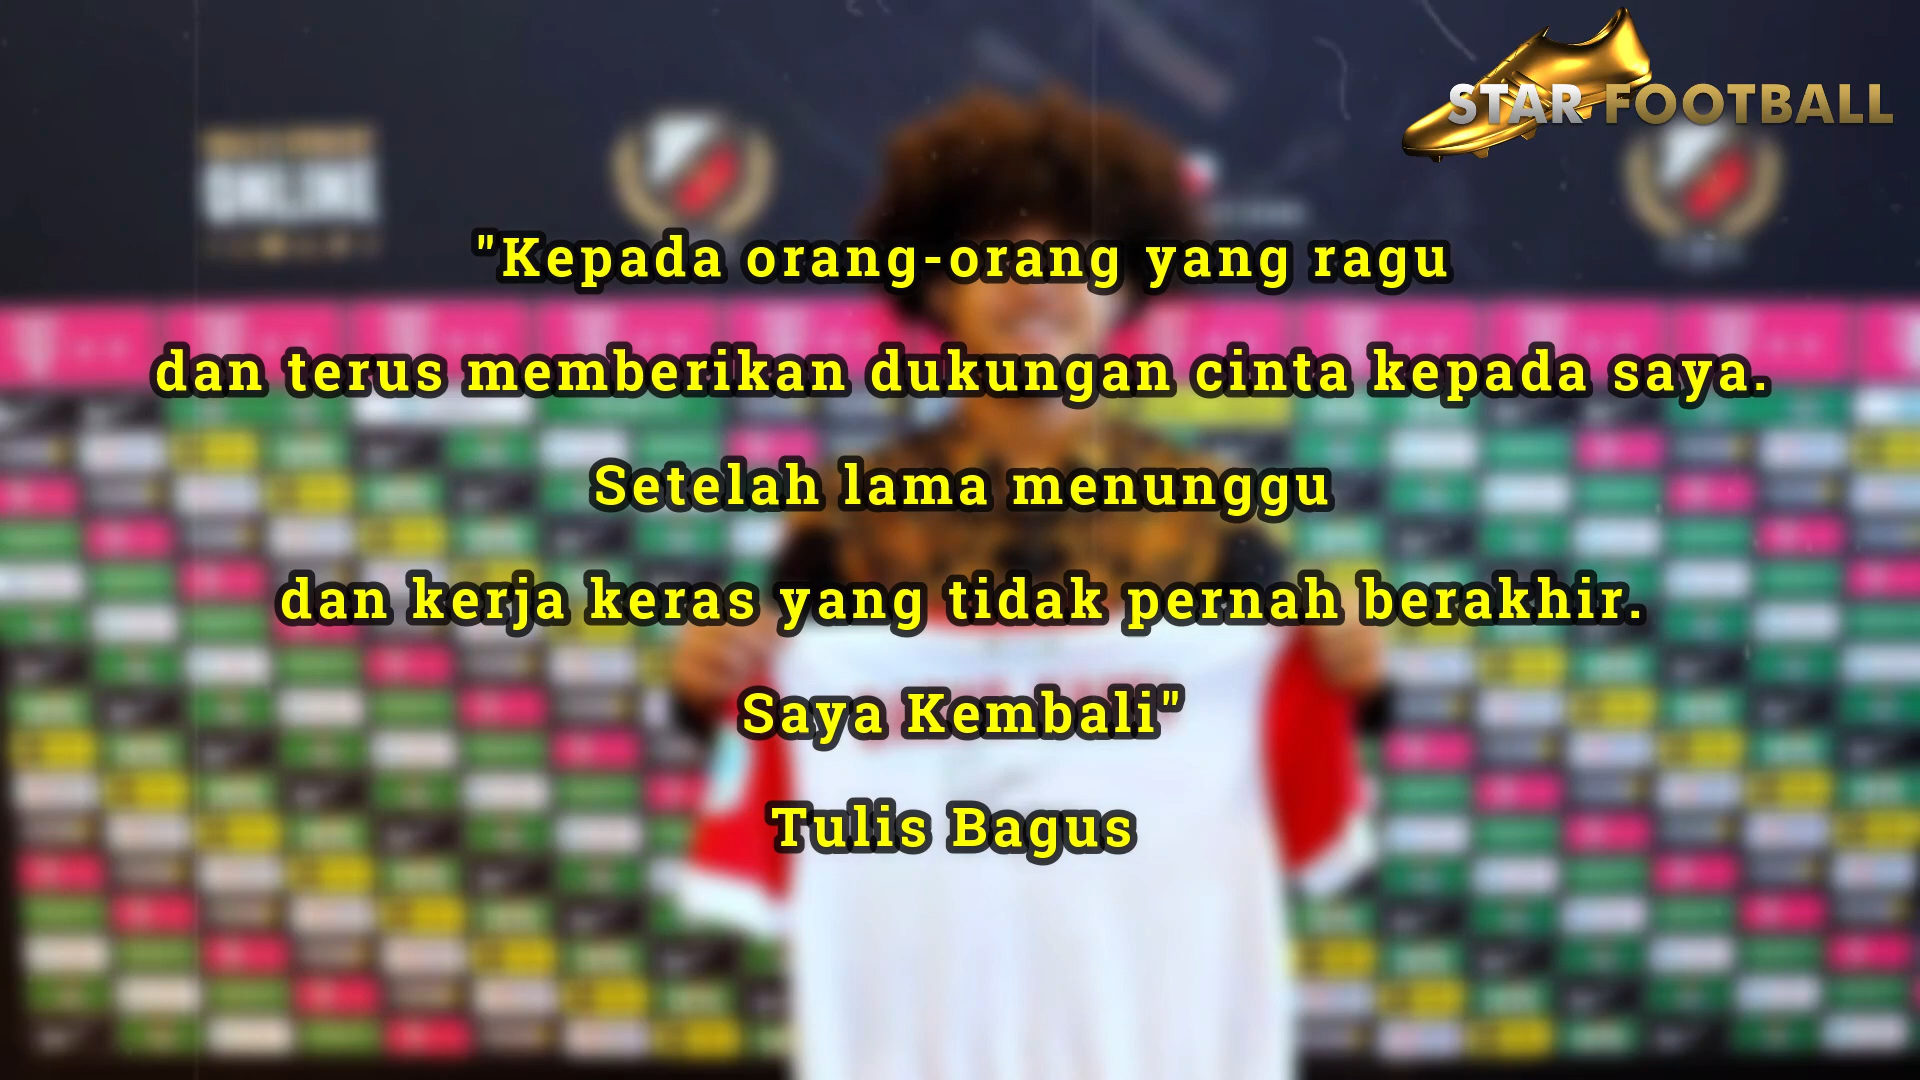 STAR FOOTBALL
ONLINE
"Kepada orang-orang yang ragu
dan terus memberikan dukungan cinta kepada saya.
Setelah lama menunggu
dan kerja keras yang tidak pernah berakhir.
Saya Kembali"
Tulis Bagus